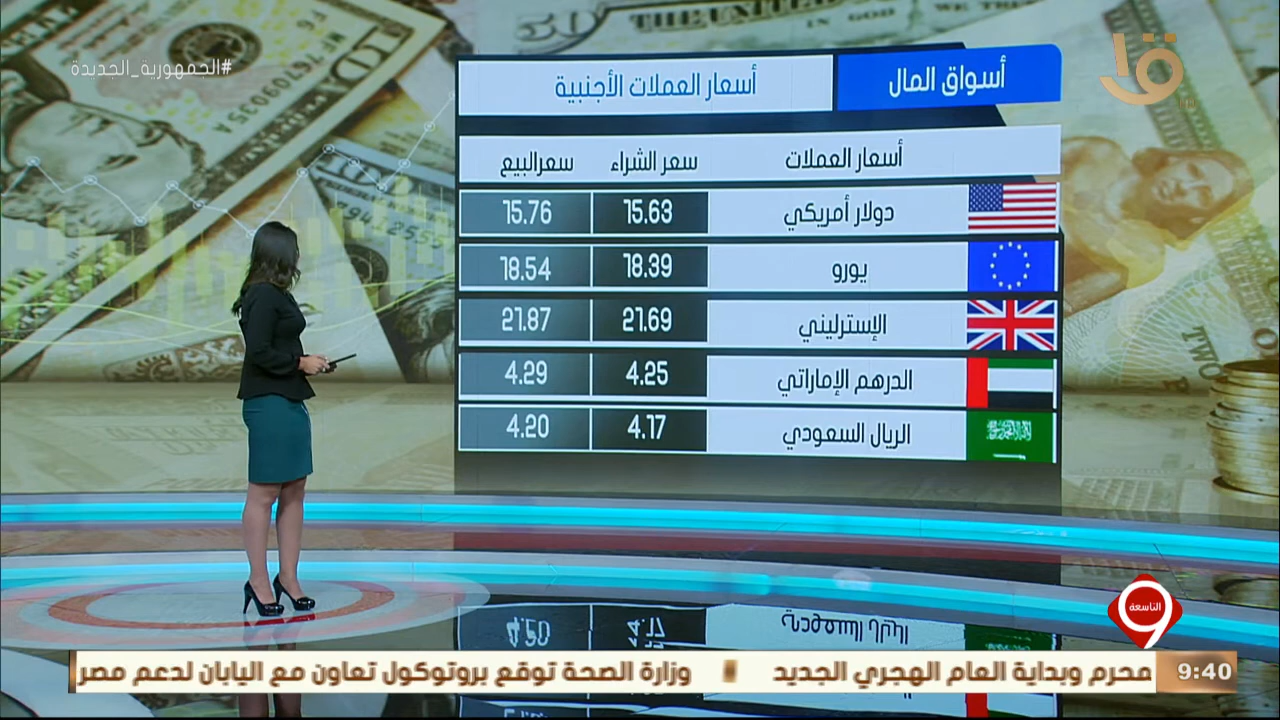 #الجمهورية_الجديدة
أسواق المال
أسعار العملات الأجنبية
أسعار العملات سعر الشراء سعرالبيع
دولار أمريكي 15.63 15.76
يورو 18.39 18.54
الإسترليني 21.69 21.87
الدرهم الإماراتي 4.25 4.29
الريال السعودي 4.17 4.20
التاسعة
9
9:40 محرم وبداية العام الهجري الجديد وزارة الصحة توقع بروتوكول تعاون مع اليابان لدعم مصر